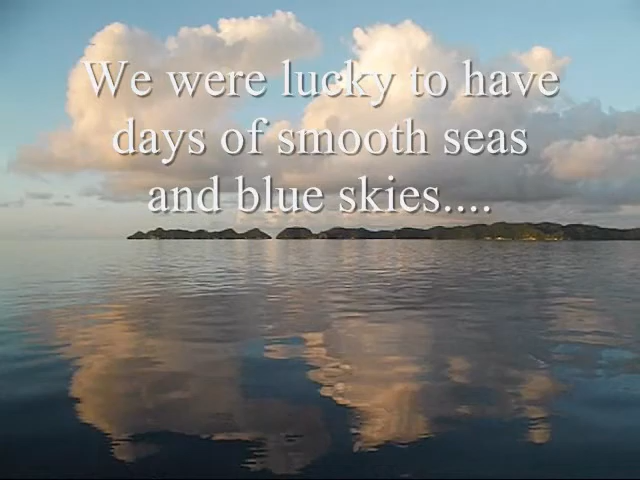 We were lucky to have
days of smooth seas
and blue skies....